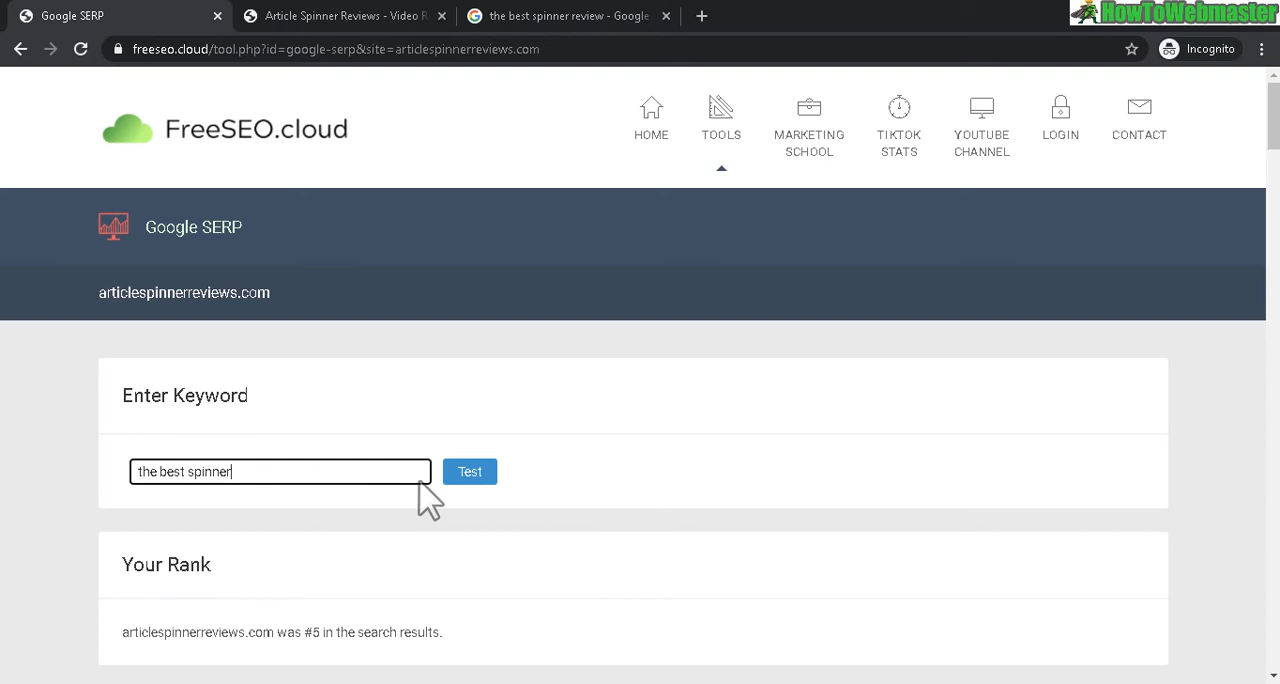 Google SERP
Article Spinner Reviews - Video R
the best spinner review - Google
HowToWebmaster
freeseo.cloud/tool.php?id=google-serp&site=articlespinnerreviews.com
Incognito
FreeSEO.cloud
HOME
TOOLS
MARKETING
SCHOOL
TIKTOK
STATS
YOUTUBE
CHANNEL
LOGIN
CONTACT
Google SERP
articlespinnerreviews.com
Enter Keyword
the best spinner
Test
Your Rank
articlespinnerreviews.com was #5 in the search results.